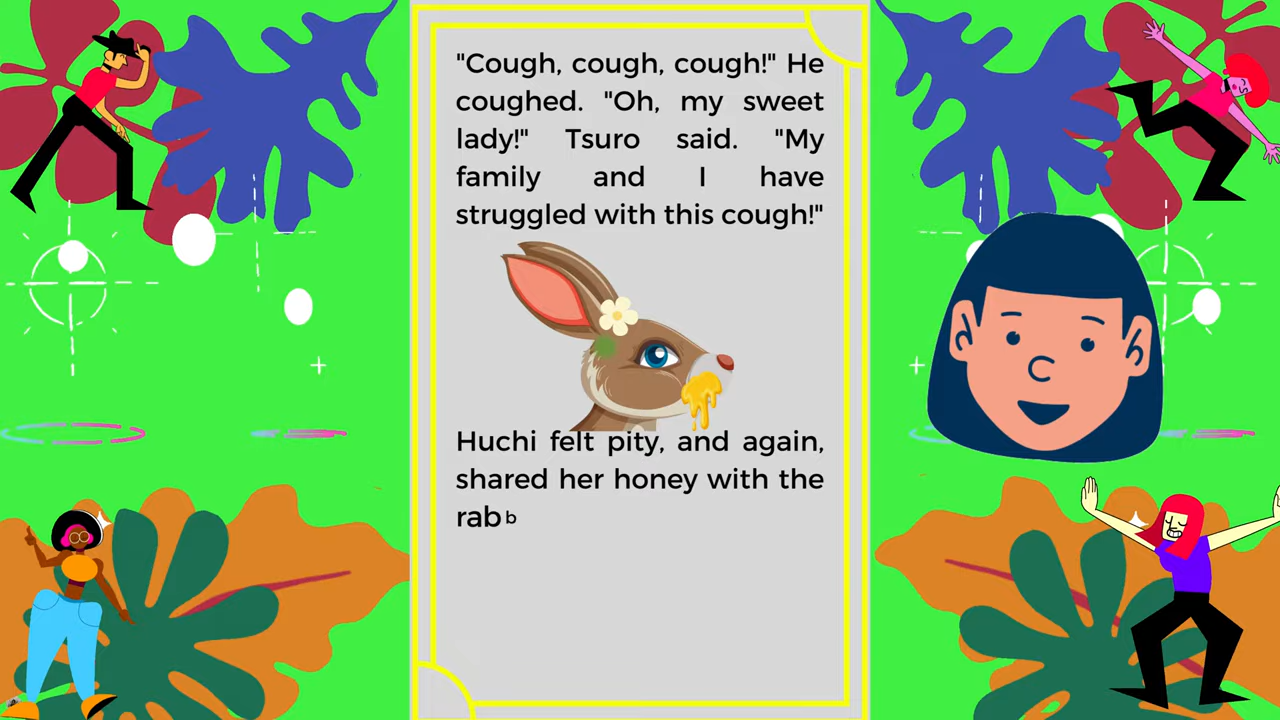 "Cough, cough, cough!" He
coughed. "Oh, my sweet
lady!" Tsuro said. "My
family and I have
struggled with this cough!"
Huchi felt pity, and again,
shared her honey with the
rabb